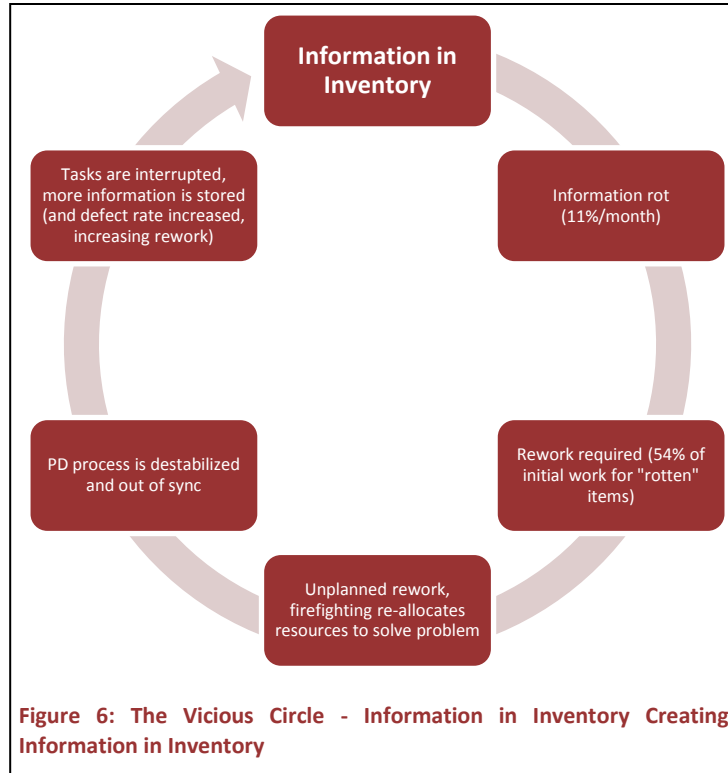 Information in
Inventory
Information rot
(11%/month)
Rework required (54% of
initial work for "rotten"
items)
Unplanned rework,
firefighting re-allocates
resources to solve problem
PD process is destabilized
and out of sync
Tasks are interrupted,
more information is stored
(and defect rate increased,
increasing rework)
Figure 6: The Vicious Circle - Information in Inventory Creating
Information in Inventory